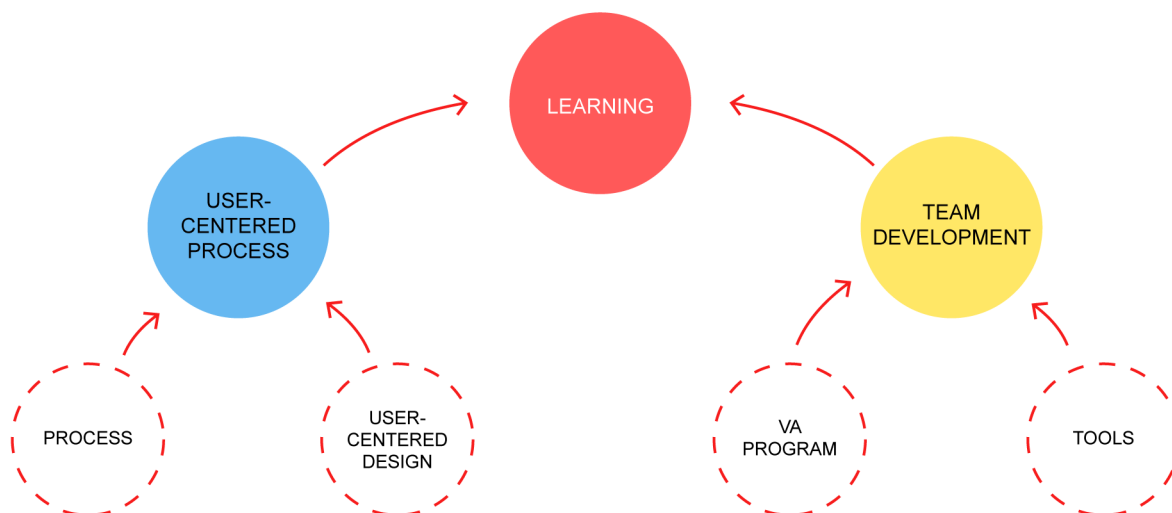 LEARNING
USER-
CENTERED
PROCESS
TEAM
DEVELOPMENT
PROCESS
USER-
CENTERED
DESIGN
VA
PROGRAM
TOOLS